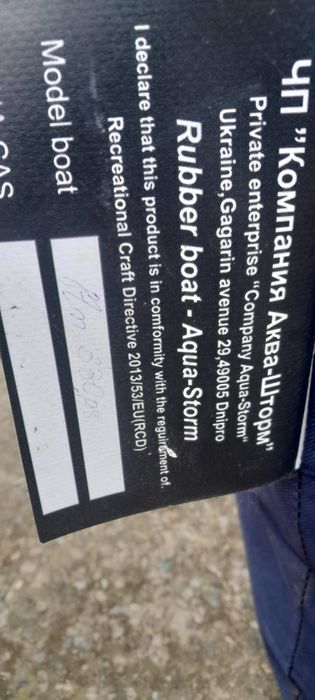 ЧП "Компания Аква-Шторм"
Private enterprise "Company Aqua-Storm"
Ukraine, Gagarin avenue 29, 49005 Dnipro
Rubber boat - Aqua-Storm
I declare that this product is in conformity with the reguirement of.
Recreational Craft Directive 2013/53/EU(RCD)
Model boat